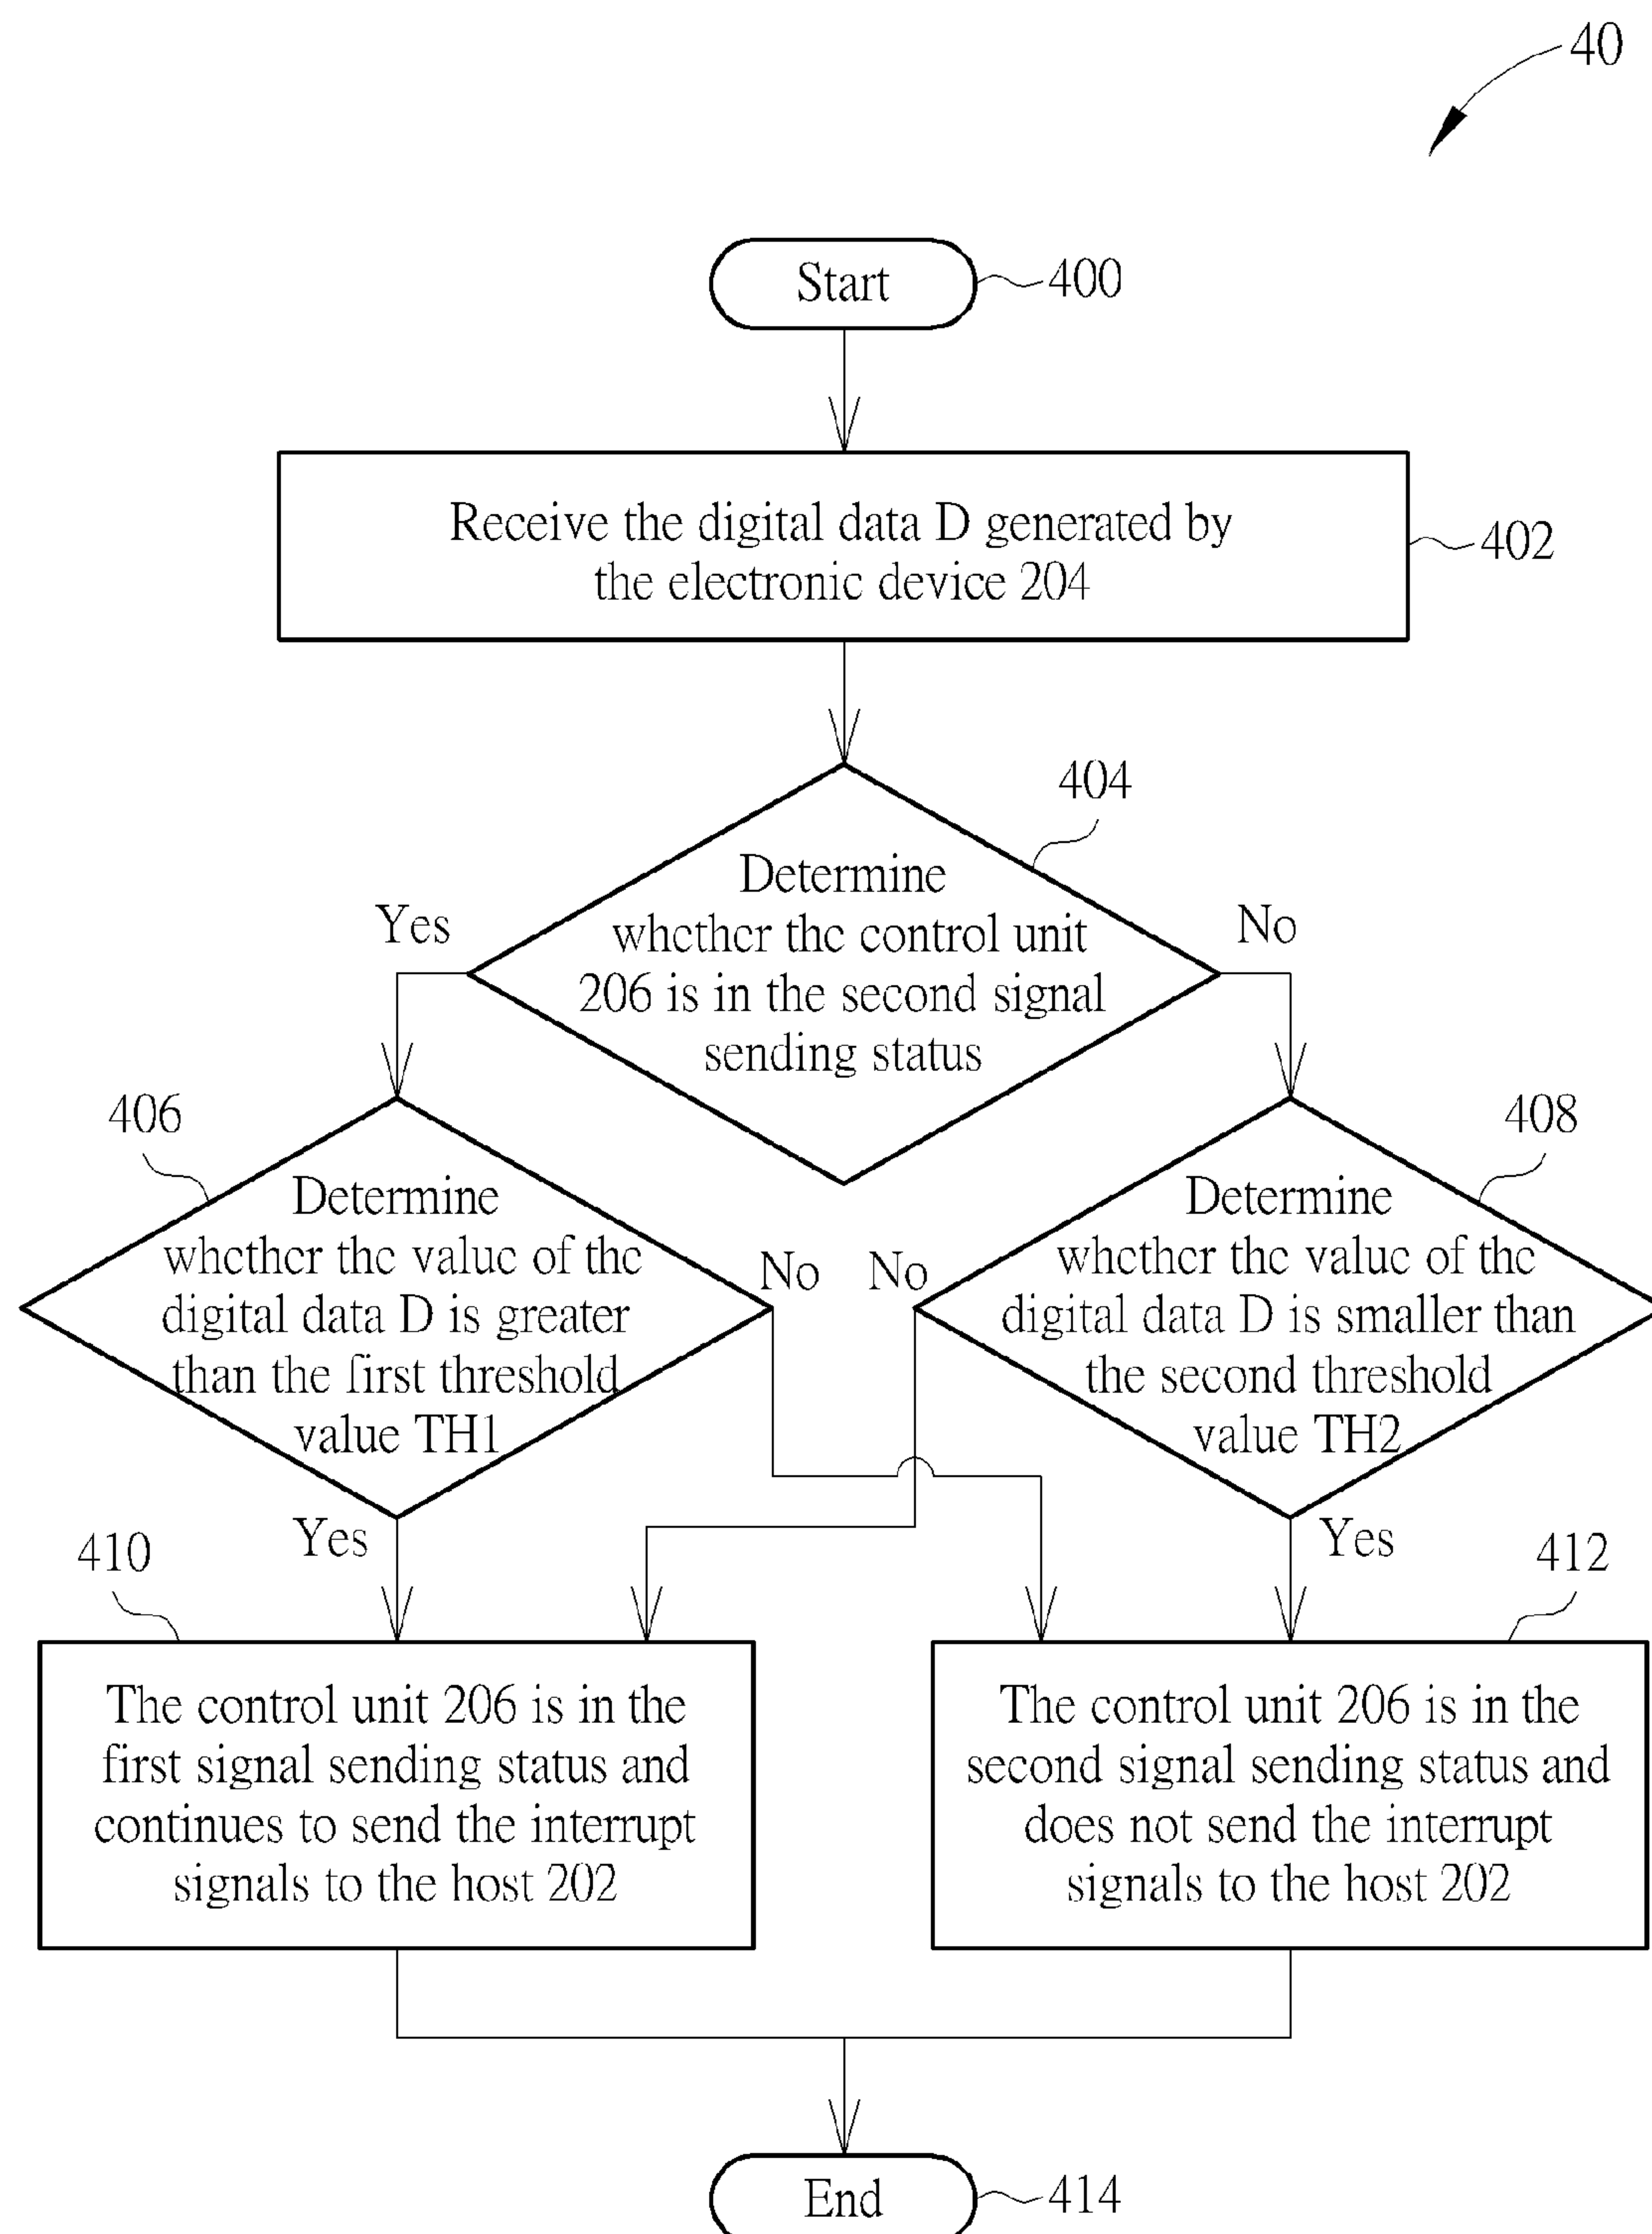 40
Start
400
Receive the digital data D generated by
the electronic device 204
402
404
Determine
whether the control unit
206 is in the second signal
sending status
Yes
No
406
Determine
whether the value of the
digital data D is greater
than the first threshold
value TH1
No
408
Determine
whether the value of the
digital data D is smaller than
the second threshold
value TH2
No
Yes
Yes
410
The control unit 206 is in the
first signal sending status and
continues to send the interrupt
signals to the host 202
412
The control unit 206 is in the
second signal sending status and
does not send the interrupt
signals to the host 202
End
414